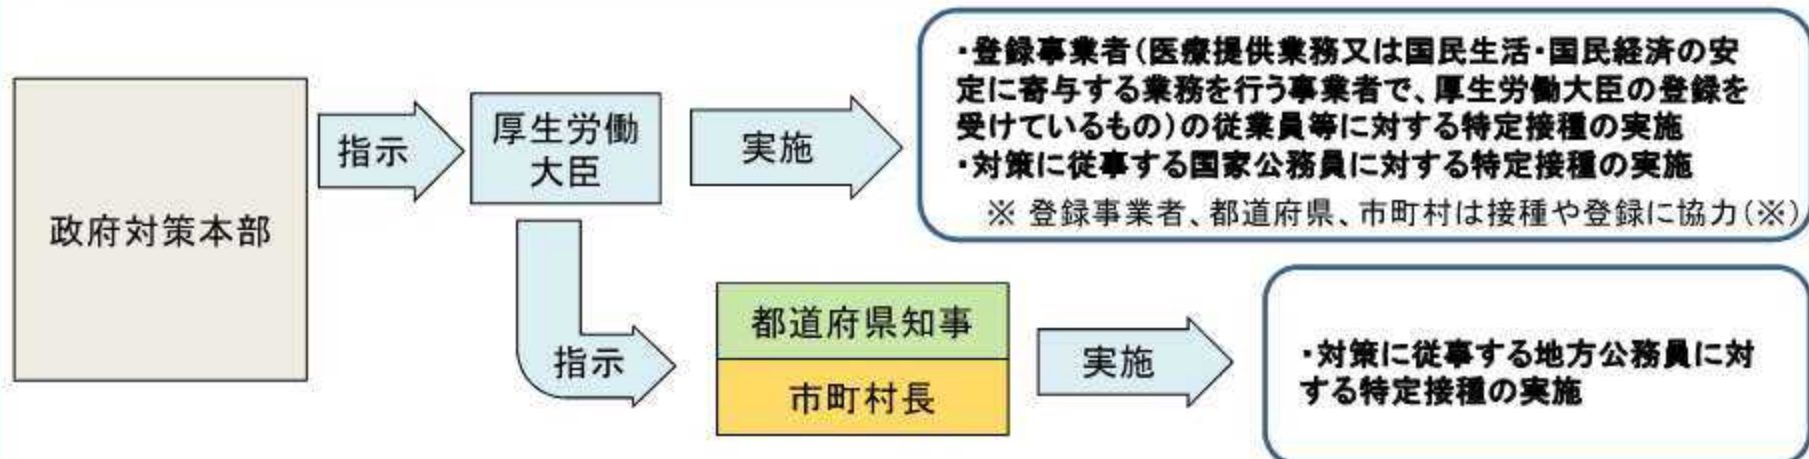 政府対策本部
指示
厚生労働
大臣
実施
・登録事業者(医療提供業務又は国民生活・国民経済の安
定に寄与する業務を行う事業者で、厚生労働大臣の登録を
受けているもの)の従業員等に対する特定接種の実施
・対策に従事する国家公務員に対する特定接種の実施
※ 登録事業者、都道府県、市町村は接種や登録に協力(※)
指示
都道府県知事
市町村長
実施
・対策に従事する地方公務員に対
する特定接種の実施